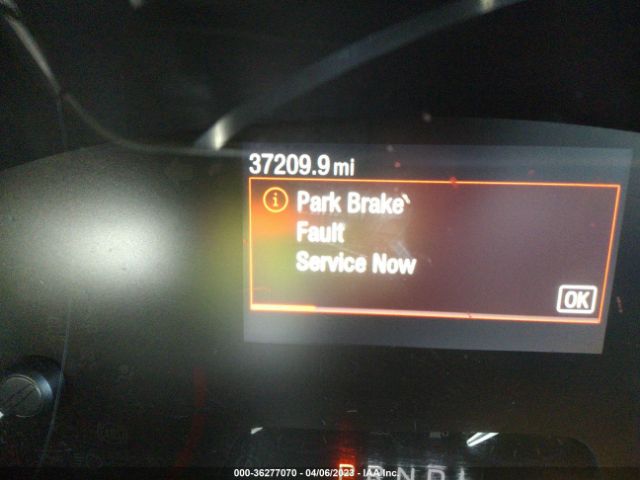 37209.9 mi
i Park Brake
Fault
Service Now
OK
P R N D L
000-36277070 - 04/06/2023 - IAA Inc.